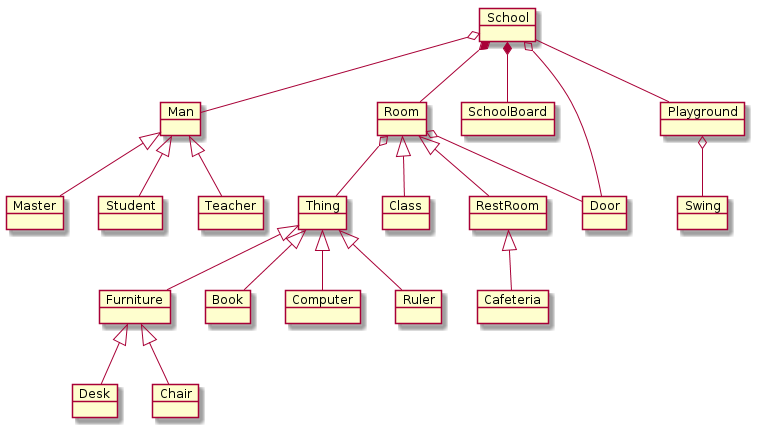 School
Man
Room
SchoolBoard
Playground
Master
Student
Teacher
Thing
Class
RestRoom
Door
Swing
Furniture
Book
Computer
Ruler
Cafeteria
Desk
Chair